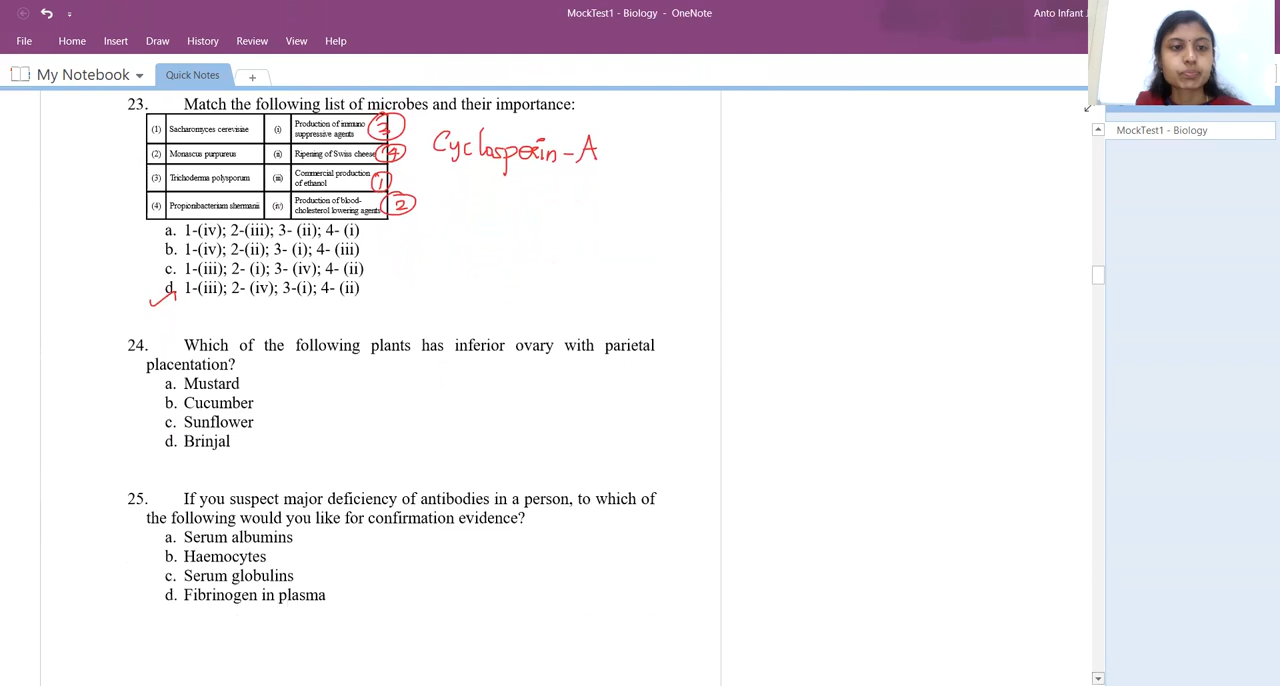 MockTest1 - Biology - OneNote
Anto Infant
File Home Insert Draw History Review View Help
My Notebook
Quick Notes
+
MockTest1 - Biology
23. Match the following list of microbes and their importance:
(1) Sacharomyces cerevisiae (i) Production of immuno
suppressive agents 3
(2) Monascus purpureus (ii) Ripening of Swiss cheese 4
(3) Trichoderma polysporum (iii) Commercial production
of ethanol 1
(4) Propionibacterium shermanii (iv) Production of blood-
cholesterol lowering agents 2
Cyclosporin - A
a. 1-(iv); 2-(iii); 3- (ii); 4- (i)
b. 1-(iv); 2-(ii); 3- (i); 4- (iii)
c. 1-(iii); 2- (i); 3- (iv); 4- (ii)
d. 1-(iii); 2- (iv); 3-(i); 4- (ii)
24. Which of the following plants has inferior ovary with parietal
placentation?
a. Mustard
b. Cucumber
c. Sunflower
d. Brinjal
25. If you suspect major deficiency of antibodies in a person, to which of
the following would you like for confirmation evidence?
a. Serum albumins
b. Haemocytes
c. Serum globulins
d. Fibrinogen in plasma